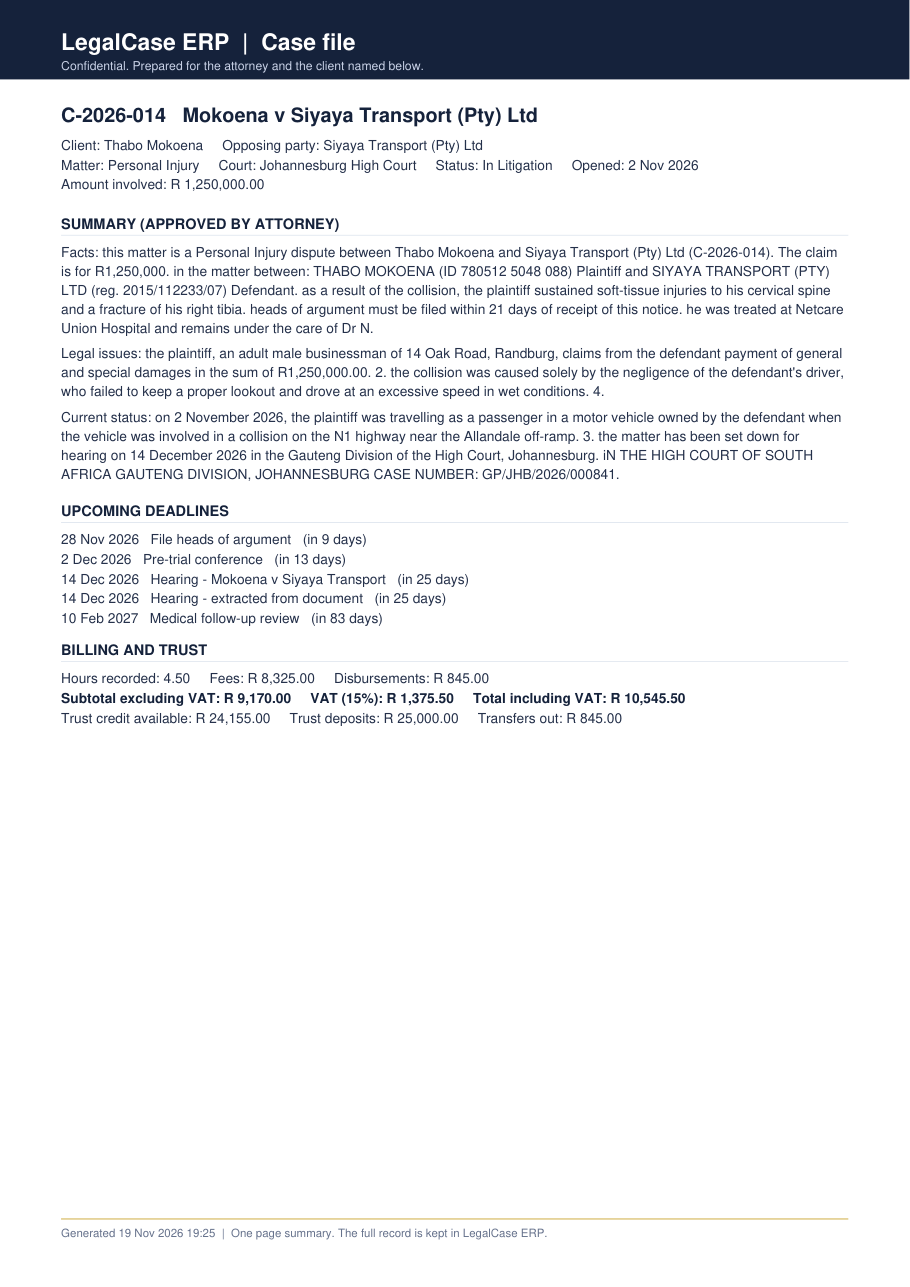 LegalCase ERP | Case file
Confidential. Prepared for the attorney and the client named below.
C-2026-014 Mokoena v Siyaya Transport (Pty) Ltd
Client: Thabo Mokoena Opposing party: Siyaya Transport (Pty) Ltd
Matter: Personal Injury Court: Johannesburg High Court Status: In Litigation Opened: 2 Nov 2026
Amount involved: R 1,250,000.00
SUMMARY (APPROVED BY ATTORNEY)
Facts: this matter is a Personal Injury dispute between Thabo Mokoena and Siyaya Transport (Pty) Ltd (C-2026-014). The claim
is for R1,250,000. in the matter between: THABO MOKOENA (ID 780512 5048 088) Plaintiff and SIYAYA TRANSPORT (PTY)
LTD (reg. 2015/112233/07) Defendant. as a result of the collision, the plaintiff sustained soft-tissue injuries to his cervical spine
and a fracture of his right tibia. heads of argument must be filed within 21 days of receipt of this notice. he was treated at Netcare
Union Hospital and remains under the care of Dr N.
Legal issues: the plaintiff, an adult male businessman of 14 Oak Road, Randburg, claims from the defendant payment of general
and special damages in the sum of R1,250,000.00. 2. the collision was caused solely by the negligence of the defendant's driver,
who failed to keep a proper lookout and drove at an excessive speed in wet conditions. 4.
Current status: on 2 November 2026, the plaintiff was travelling as a passenger in a motor vehicle owned by the defendant when
the vehicle was involved in a collision on the N1 highway near the Allandale off-ramp. 3. the matter has been set down for
hearing on 14 December 2026 in the Gauteng Division of the High Court, Johannesburg. iN THE HIGH COURT OF SOUTH
AFRICA GAUTENG DIVISION, JOHANNESBURG CASE NUMBER: GP/JHB/2026/000841.
UPCOMING DEADLINES
28 Nov 2026 File heads of argument (in 9 days)
2 Dec 2026 Pre-trial conference (in 13 days)
14 Dec 2026 Hearing - Mokoena v Siyaya Transport (in 25 days)
14 Dec 2026 Hearing - extracted from document (in 25 days)
10 Feb 2027 Medical follow-up review (in 83 days)
BILLING AND TRUST
Hours recorded: 4.50 Fees: R 8,325.00 Disbursements: R 845.00
Subtotal excluding VAT: R 9,170.00 VAT (15%): R 1,375.50 Total including VAT: R 10,545.50
Trust credit available: R 24,155.00 Trust deposits: R 25,000.00 Transfers out: R 845.00
Generated 19 Nov 2026 19:25 | One page summary. The full record is kept in LegalCase ERP.